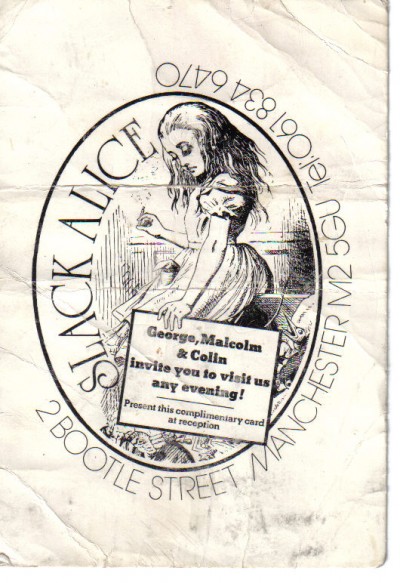 SLACK ALICE
George, Malcolm
& Colin
invite you to visit us
any evening!
Present this complimentary card
at reception
2 BOOTLE STREET MANCHESTER M2 5GU Tel: 061 834 6470